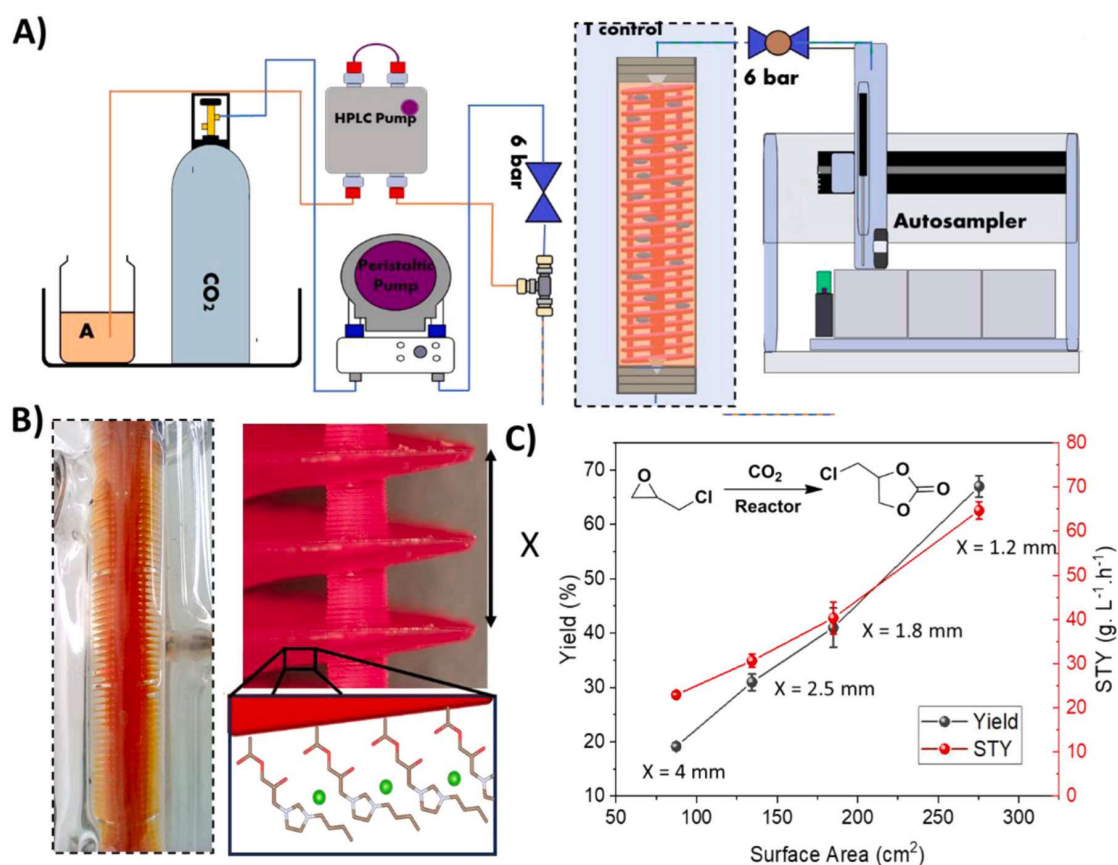 A)
T control
6 bar
HPLC Pump
6 bar
Autosampler
Peristaltic
Pump
CO₂
A
B)
X
C)
Yield (%)
70
60
50
40
30
20
10
50
100
150
200
250
300
Surface Area (cm²)
80
70
60
50
40
30
20
10
0
STY (g. L⁻¹.h⁻¹)
O
Cl
CO₂
Reactor
Cl
O
O
O
X = 1.2 mm
X = 1.8 mm
X = 2.5 mm
X = 4 mm
Yield
STY